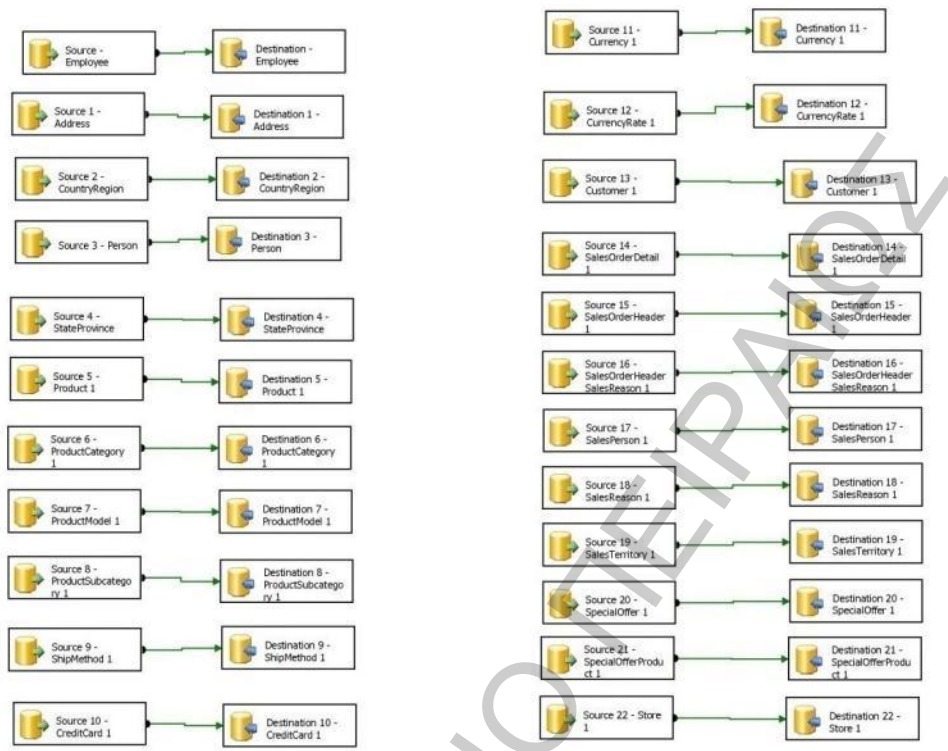 Source -
Employee
Destination -
Employee
Source 1 -
Address
Destination 1 -
Address
Source 2 -
CountryRegion
Destination 2 -
CountryRegion
Source 3 - Person
Destination 3 -
Person
Source 4 -
StateProvince
Destination 4 -
StateProvince
Source 5 -
Product 1
Destination 5 -
Product 1
Source 6 -
ProductCategory
1
Destination 6 -
ProductCategory
1
Source 7 -
ProductModel 1
Destination 7 -
ProductModel 1
Source 8 -
ProductSubcatego
ry 1
Destination 8 -
ProductSubcatego
ry 1
Source 9 -
ShipMethod 1
Destination 9 -
ShipMethod 1
Source 10 -
CreditCard 1
Destination 10 -
CreditCard 1
Source 11 -
Currency 1
Destination 11 -
Currency 1
Source 12 -
CurrencyRate 1
Destination 12 -
CurrencyRate 1
Source 13 -
Customer 1
Destination 13 -
Customer 1
Source 14 -
SalesOrderDetail
1
Destination 14 -
SalesOrderDetail
1
Source 15 -
SalesOrderHeader
1
Destination 15 -
SalesOrderHeader
1
Source 16 -
SalesOrderHeader
SalesReason 1
Destination 16 -
SalesOrderHeader
SalesReason 1
Source 17 -
SalesPerson 1
Destination 17 -
SalesPerson 1
Source 18 -
SalesReason 1
Destination 18 -
SalesReason 1
Source 19 -
SalesTerritory 1
Destination 19 -
SalesTerritory 1
Source 20 -
SpecialOffer 1
Destination 20 -
SpecialOffer 1
Source 21 -
SpecialOfferProdu
ct 1
Destination 21 -
SpecialOfferProdu
ct 1
Source 22 - Store
1
Destination 22 -
Store 1
ΠΕΙΡΑΙΩΣ